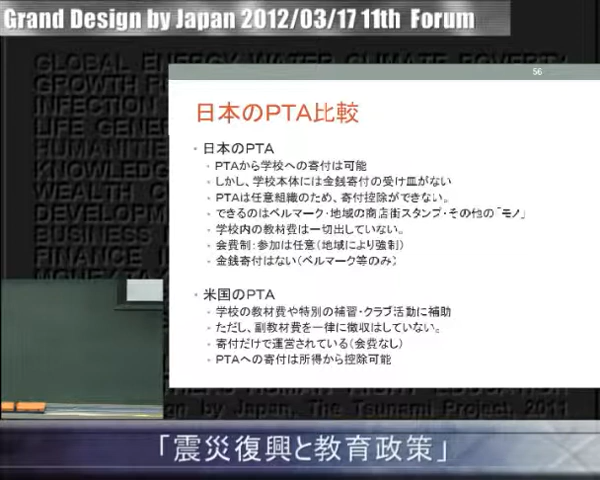 Grand Design by Japan 2012/03/17 11th Forum
GLOBAL ENERGY WATER CLIMATE POVERTY
GROWTH
INFECTION
LIFE
HUMANITIE
KNOWLEDG
WEALTH
DEVELOPM
BUSINESS
FINANCE
56
日本のPTA比較
・日本のPTA
・PTAから学校への寄付は可能
・しかし、学校本体には金銭寄付の受け皿がない
・PTAは任意組織のため、寄付控除ができない。
・できるのはベルマーク・地域の商店街スタンプ・その他の「モノ」
・学校内の教材費は一切出していない。
・会費制：参加は任意（地域により強制）
・金銭寄付はない（ベルマーク等のみ）
・米国のPTA
・学校の教材費や特別の補習・クラブ活動に補助
・ただし、副教材費を一律に徴収はしていない。
・寄付だけで運営されている（会費なし）
・PTAへの寄付は所得から控除可能
HUMAN RIGHT EDUCATION
by Japan, The Tsunami Project, 2011
「震災復興と教育政策」